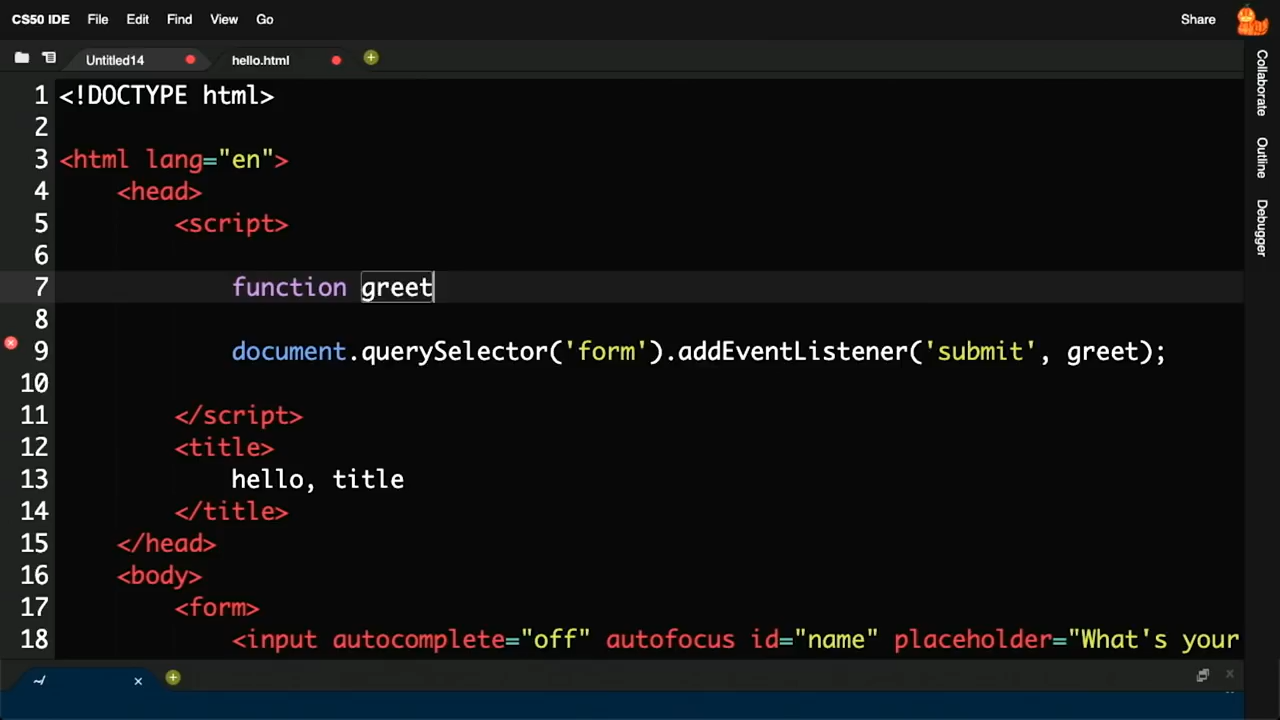 CS50 IDE File Edit Find View Go Share
Untitled14 hello.html
Collaborate
Outline
Debugger
1 <!DOCTYPE html>
2
3 <html lang="en">
4 <head>
5 <script>
6
7 function greet
8
9 document.querySelector('form').addEventListener('submit', greet);
10
11 </script>
12 <title>
13 hello, title
14 </title>
15 </head>
16 <body>
17 <form>
18 <input autocomplete="off" autofocus id="name" placeholder="What's your
~/